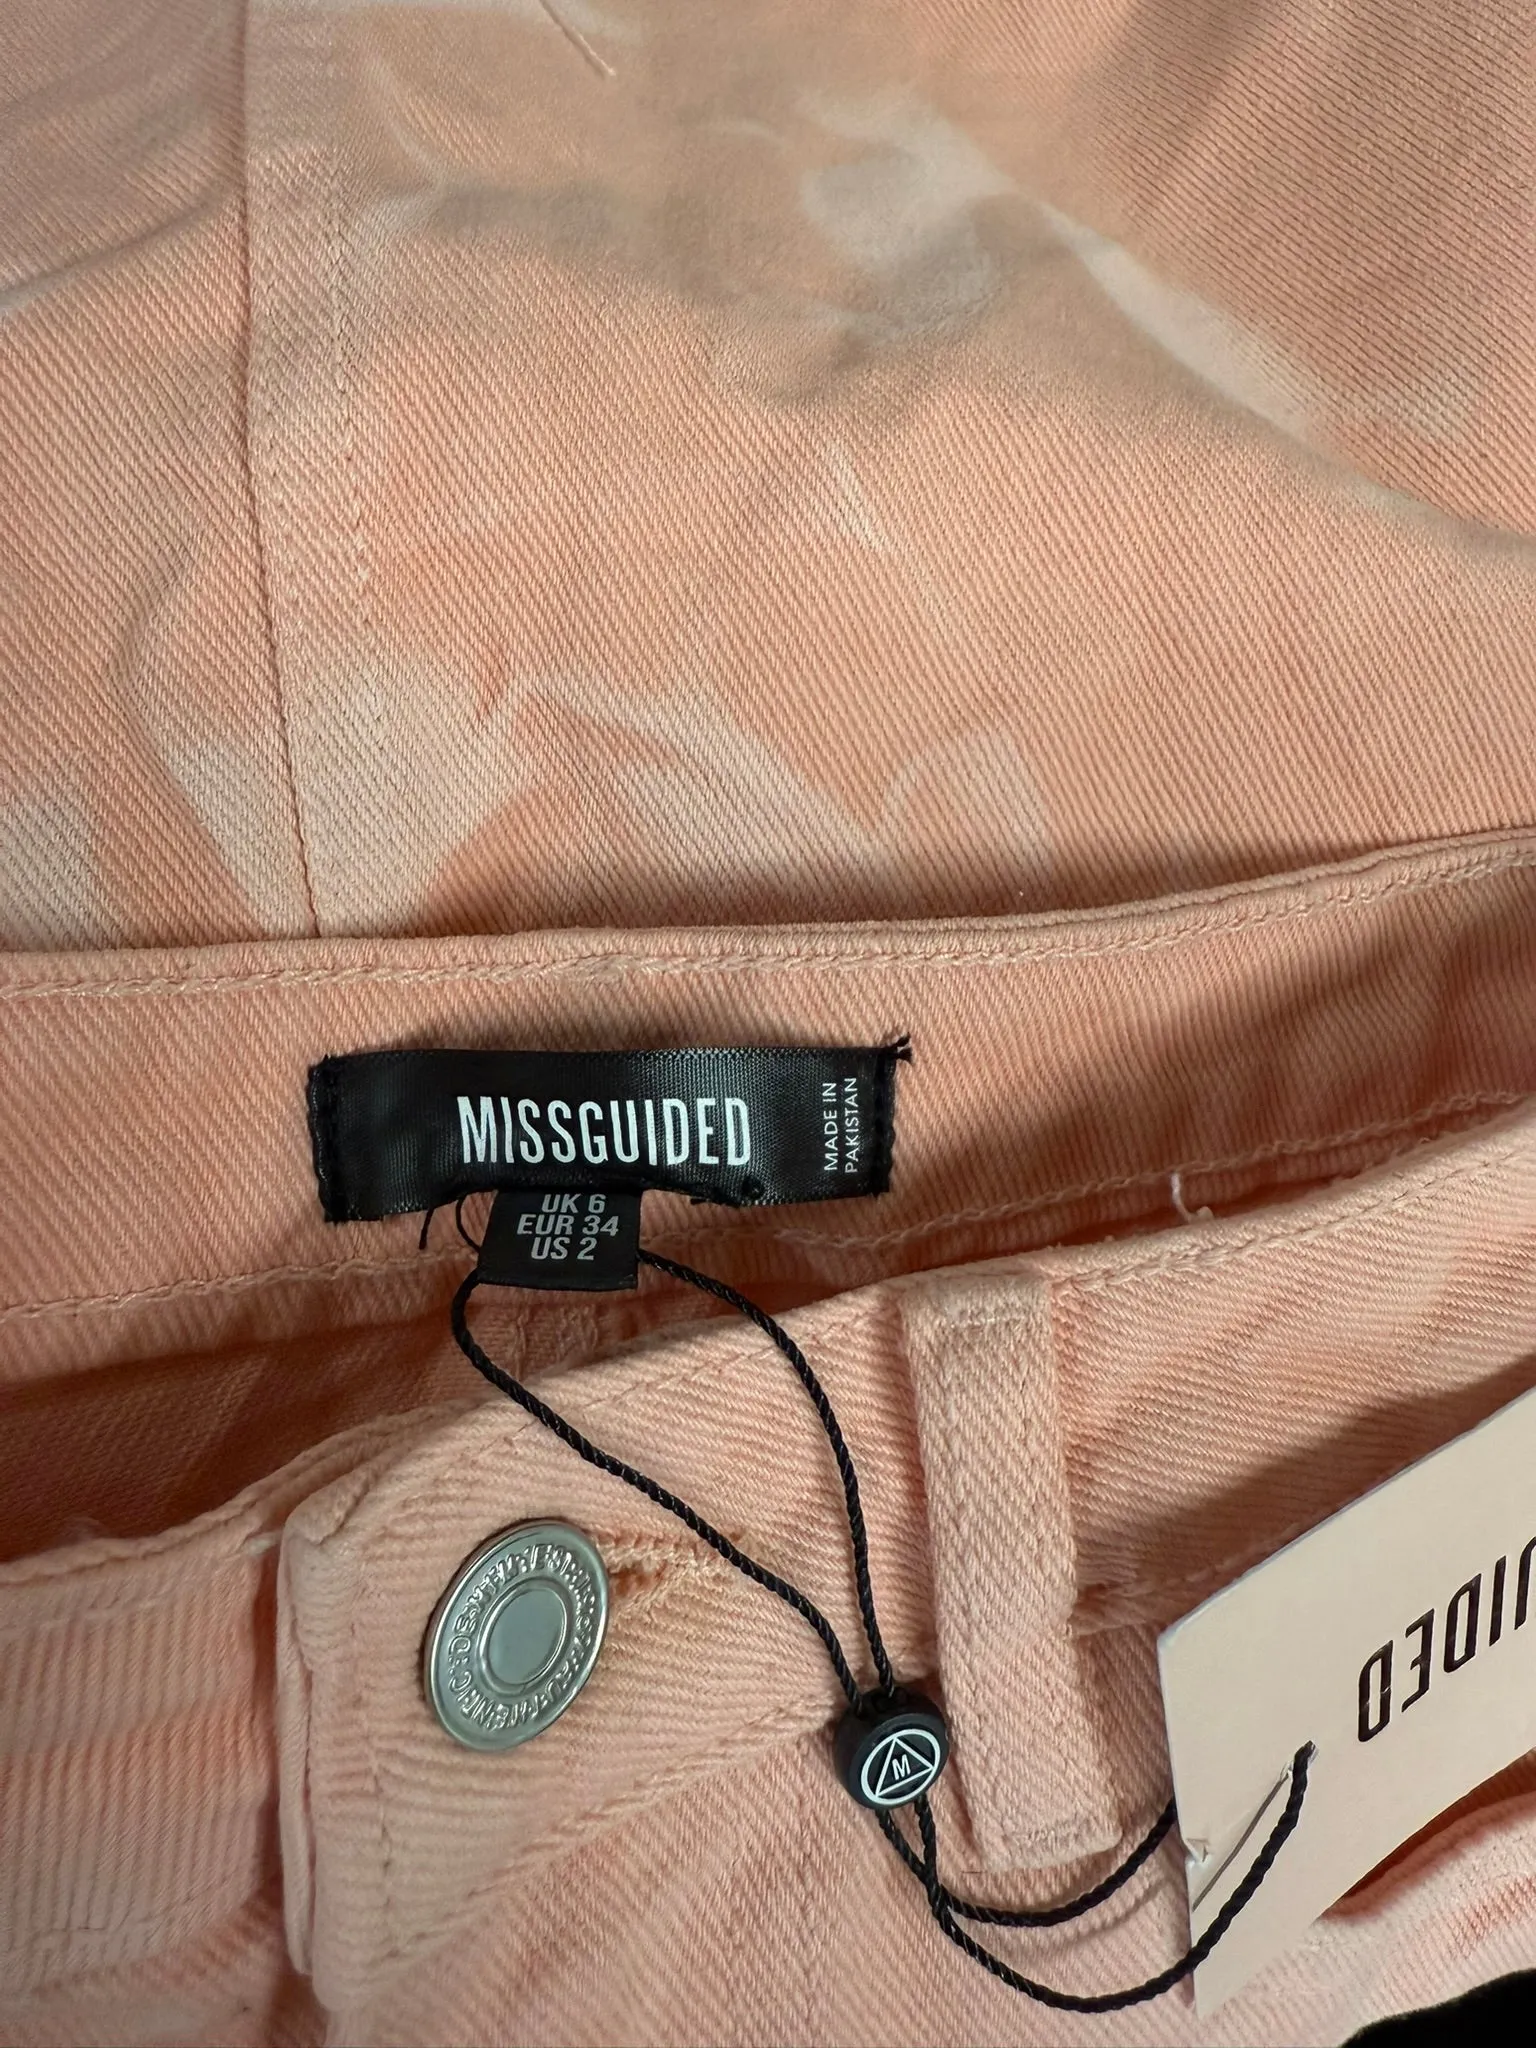 MISSGUIDED
MADE IN
PAKISTAN
UK 6
EUR 34
US 2
M
UIDED